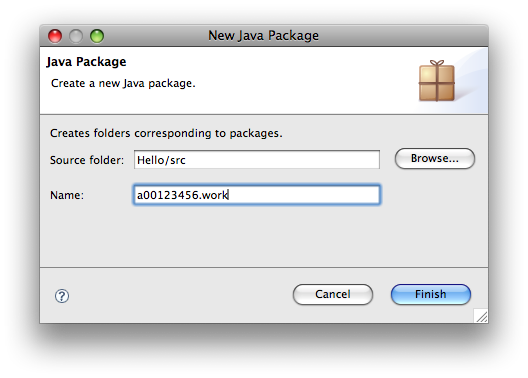 New Java Package
Java Package
Create a new Java package.
Creates folders corresponding to packages.
Source folder: Hello/src Browse...
Name: a00123456.work
? Cancel Finish